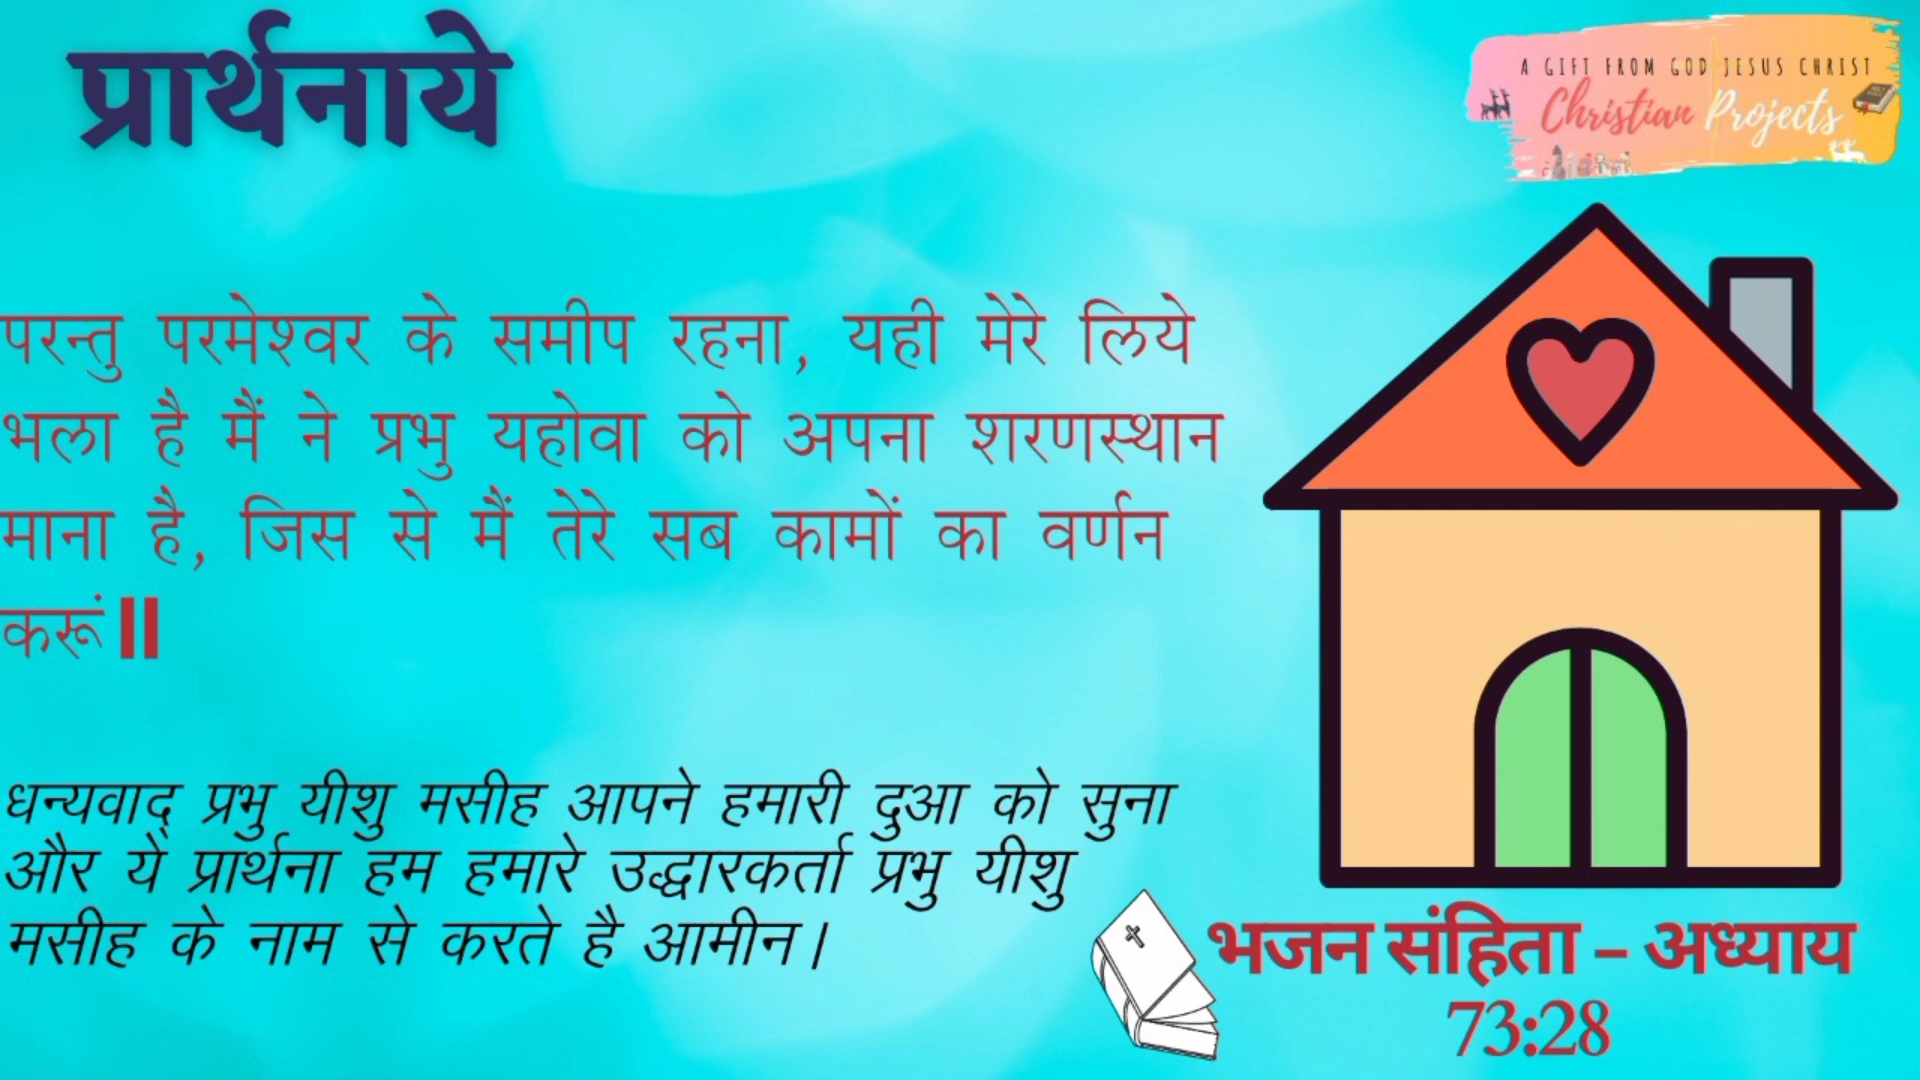 प्रार्थनाये
A GIFT FROM GOD JESUS CHRIST
Christian Projects
परन्तु परमेश्वर के समीप रहना, यही मेरे लिये
भला है मैं ने प्रभु यहोवा को अपना शरणस्थान
माना है, जिस से मैं तेरे सब कामों का वर्णन
करूं॥
धन्यवाद् प्रभु यीशु मसीह आपने हमारी दुआ को सुना
और ये प्रार्थना हम हमारे उद्धारकर्ता प्रभु यीशु
मसीह के नाम से करते है आमीन।
भजन संहिता – अध्याय
73:28